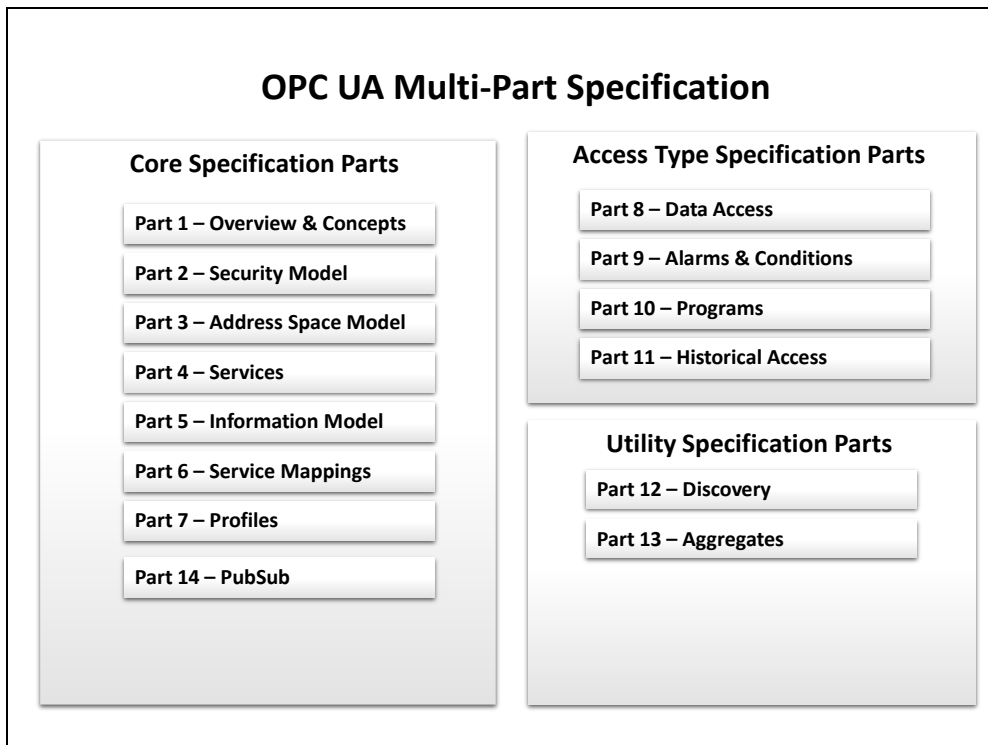 OPC UA Multi-Part Specification
Core Specification Parts
Part 1 – Overview & Concepts
Part 2 – Security Model
Part 3 – Address Space Model
Part 4 – Services
Part 5 – Information Model
Part 6 – Service Mappings
Part 7 – Profiles
Part 14 – PubSub
Access Type Specification Parts
Part 8 – Data Access
Part 9 – Alarms & Conditions
Part 10 – Programs
Part 11 – Historical Access
Utility Specification Parts
Part 12 – Discovery
Part 13 – Aggregates